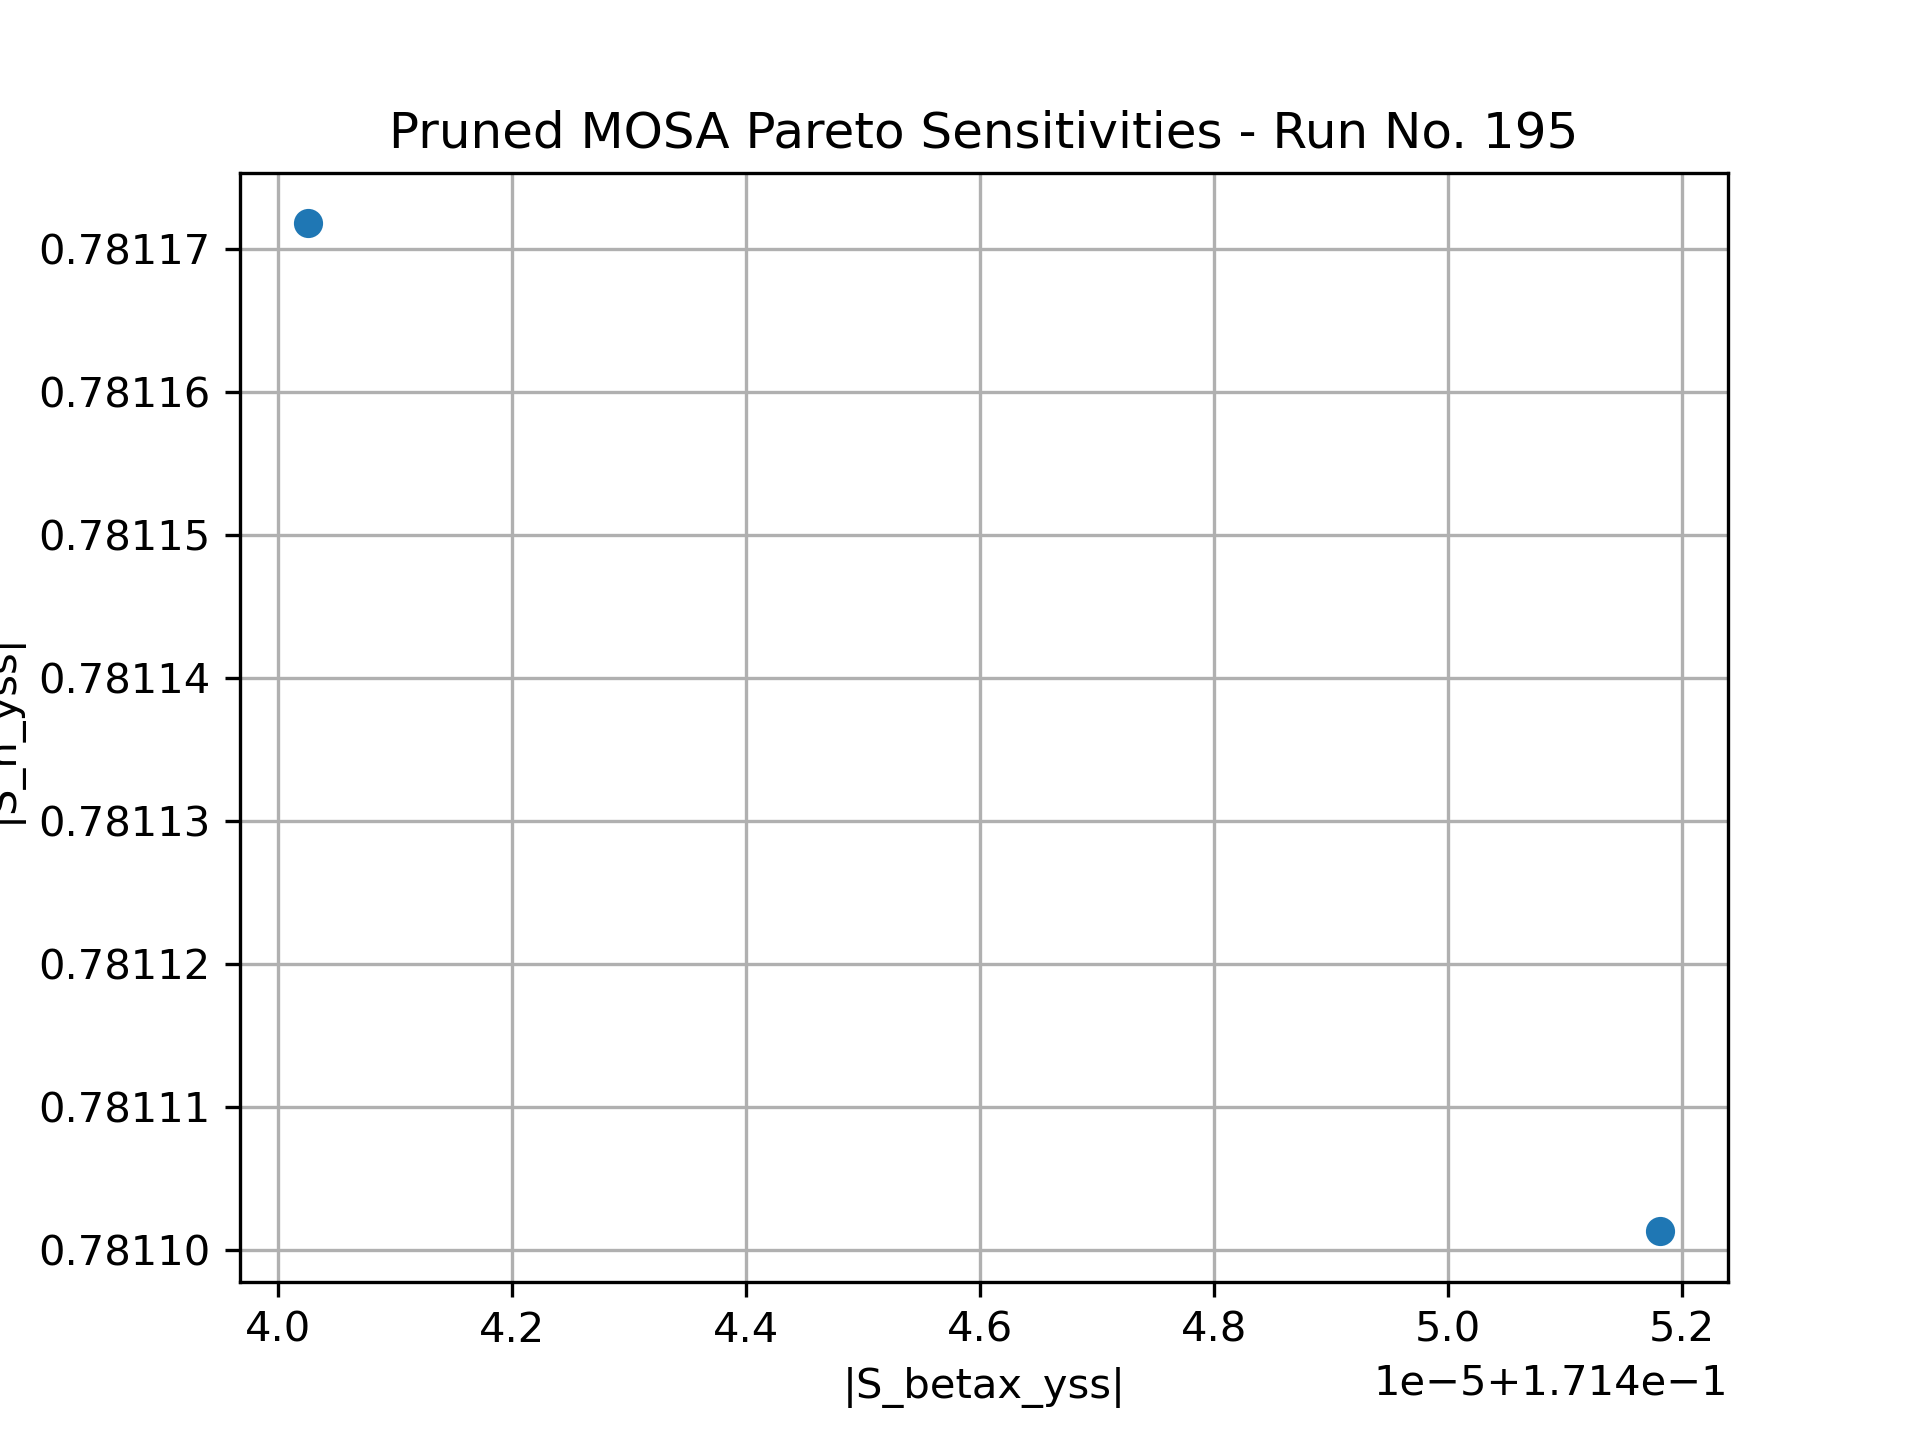 Pruned MOSA Pareto Sensitivities - Run No. 195
0.78117
0.78116
0.78115
0.78114
0.78113
0.78112
0.78111
0.78110
4.0 4.2 4.4 4.6 4.8 5.0 5.2
|S_betax_yss|
1e−5+1.714e−1